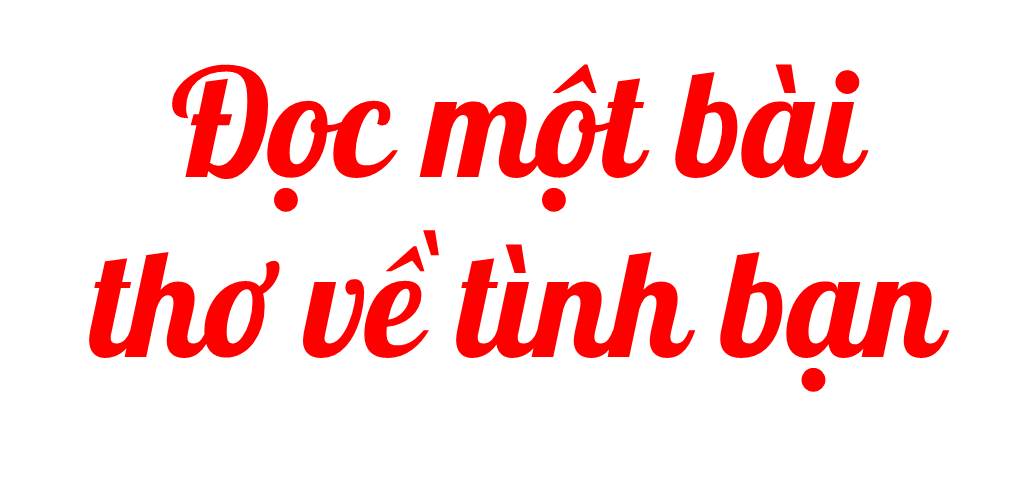 Đọc một bài
thơ về tình bạn